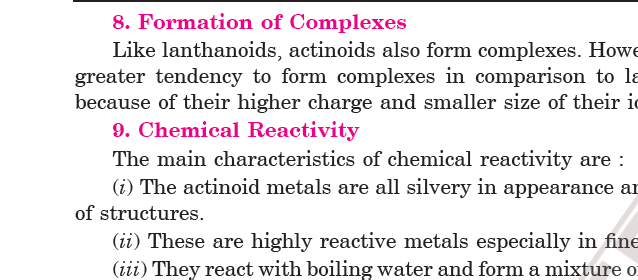 8. Formation of Complexes
Like lanthanoids, actinoids also form complexes. Howe
greater tendency to form complexes in comparison to la
because of their higher charge and smaller size of their
9. Chemical Reactivity
The main characteristics of chemical reactivity are :
(i) The actinoid metals are all silvery in appearance
of structures.
(ii) These are highly reactive metals especially in fine
(iii) They react with boiling water and form a mixture